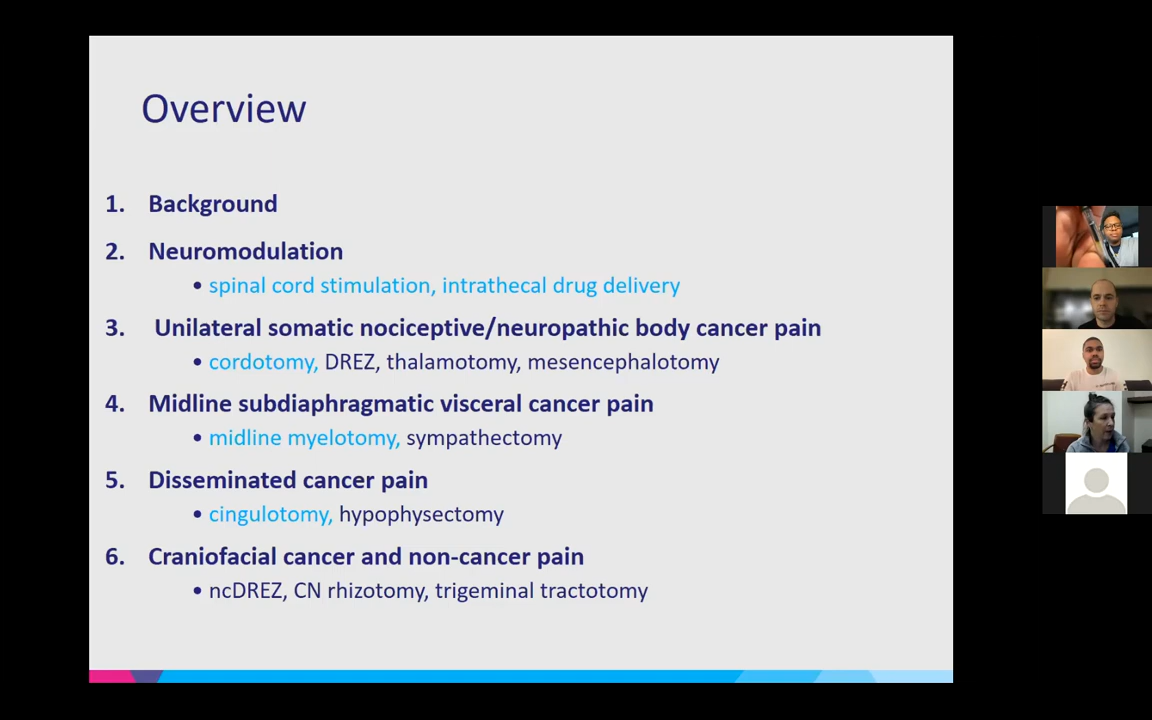 Overview
1. Background
2. Neuromodulation
• spinal cord stimulation, intrathecal drug delivery
3. Unilateral somatic nociceptive/neuropathic body cancer pain
• cordotomy, DREZ, thalamotomy, mesencephalotomy
4. Midline subdiaphragmatic visceral cancer pain
• midline myelotomy, sympathectomy
5. Disseminated cancer pain
• cingulotomy, hypophysectomy
6. Craniofacial cancer and non-cancer pain
• ncDREZ, CN rhizotomy, trigeminal tractotomy